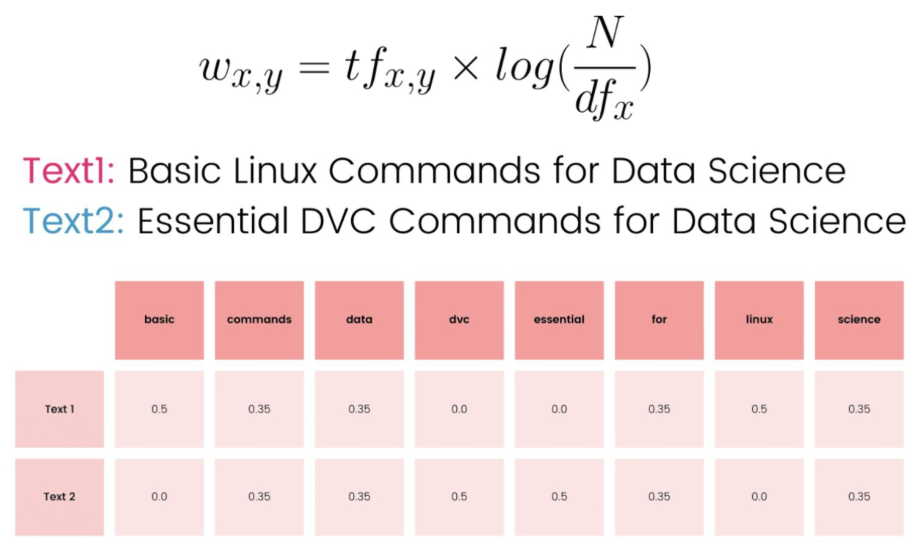 w_{x,y} = tf_{x,y} × log(N/df_x)
Text1: Basic Linux Commands for Data Science
Text2: Essential DVC Commands for Data Science
basic commands data dvc essential for linux science
Text 1 0.5 0.35 0.35 0.0 0.0 0.35 0.5 0.35
Text 2 0.0 0.35 0.35 0.5 0.5 0.35 0.0 0.35